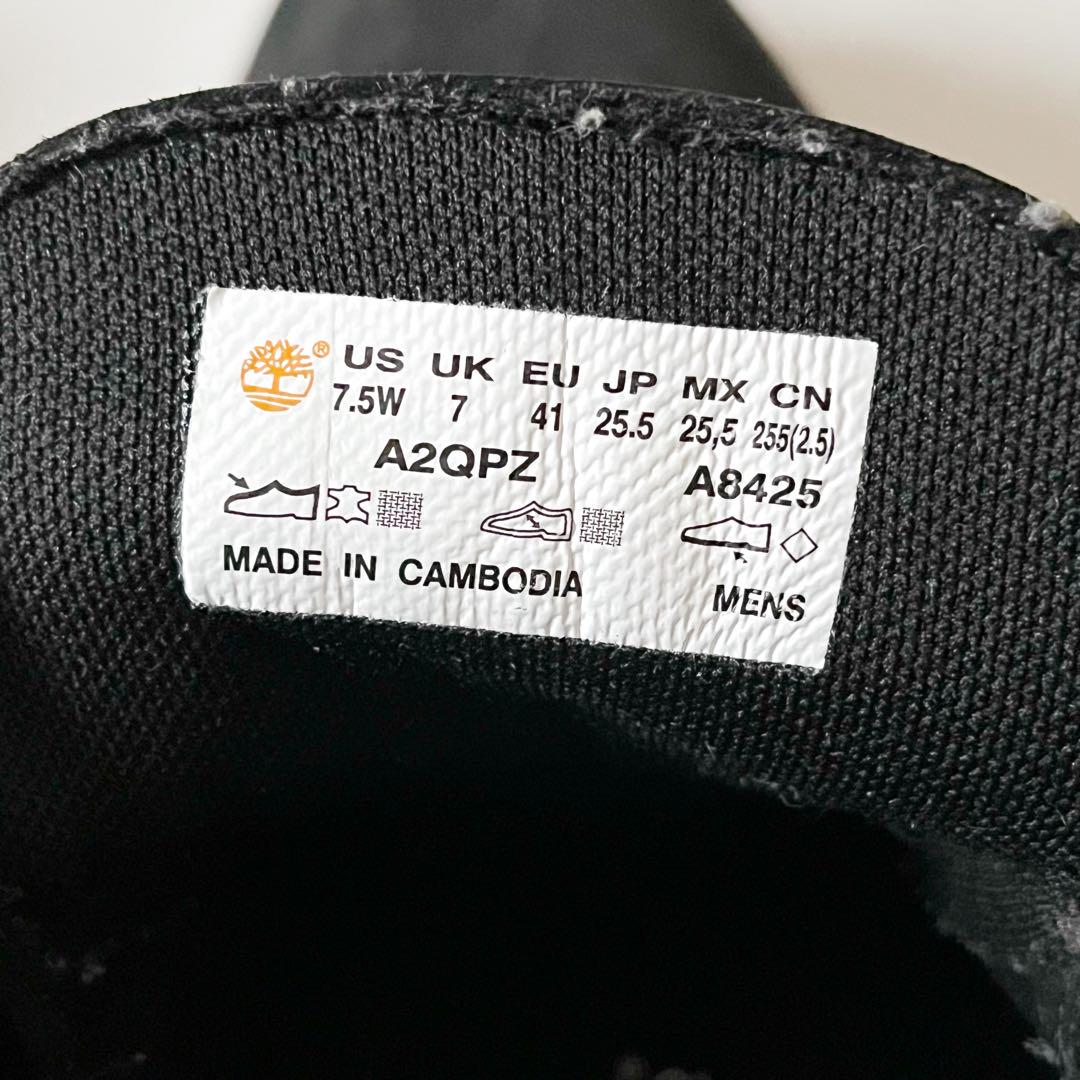 ® US UK EU JP MX CN
7.5W 7 41 25.5 25,5 255(2.5)
A2QPZ A8425
MADE IN CAMBODIA MENS